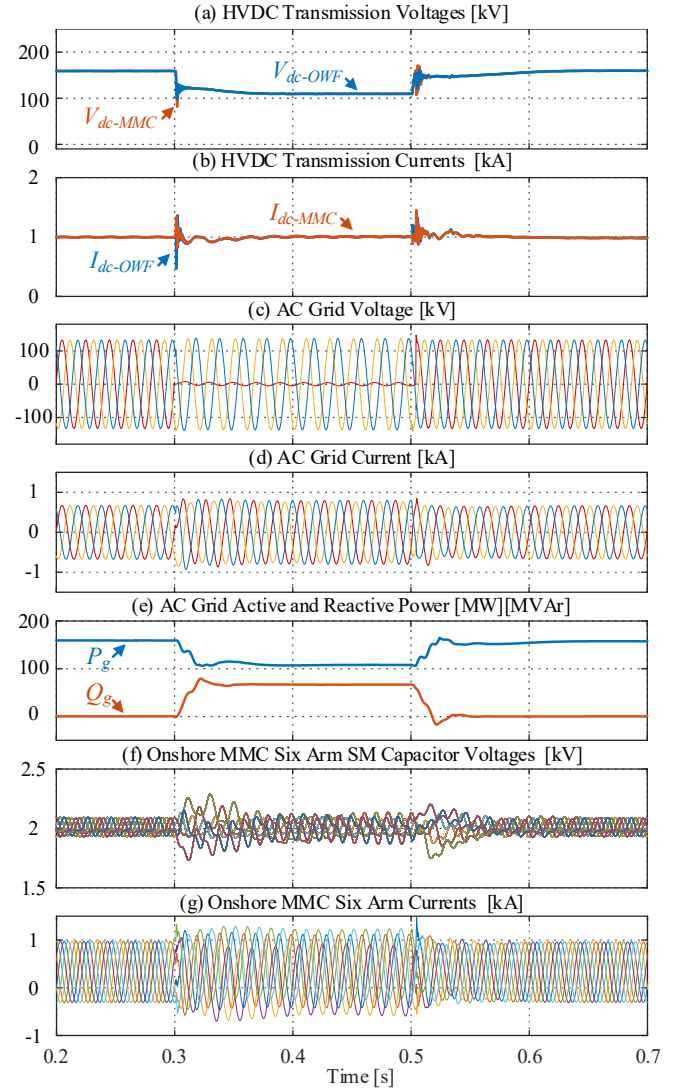 (a) HVDC Transmission Voltages [kV]
200
100
0
V_dc-OWF
V_dc-MMC
(b) HVDC Transmission Currents [kA]
2
1
0
I_dc-MMC
I_dc-OWF
(c) AC Grid Voltage [kV]
100
0
-100
(d) AC Grid Current [kA]
1
0
-1
(e) AC Grid Active and Reactive Power [MW][MVAr]
200
100
0
P_g
Q_g
(f) Onshore MMC Six Arm SM Capacitor Voltages [kV]
2.5
2
1.5
(g) Onshore MMC Six Arm Currents [kA]
1
0
-1
0.2 0.3 0.4 0.5 0.6 0.7
Time [s]